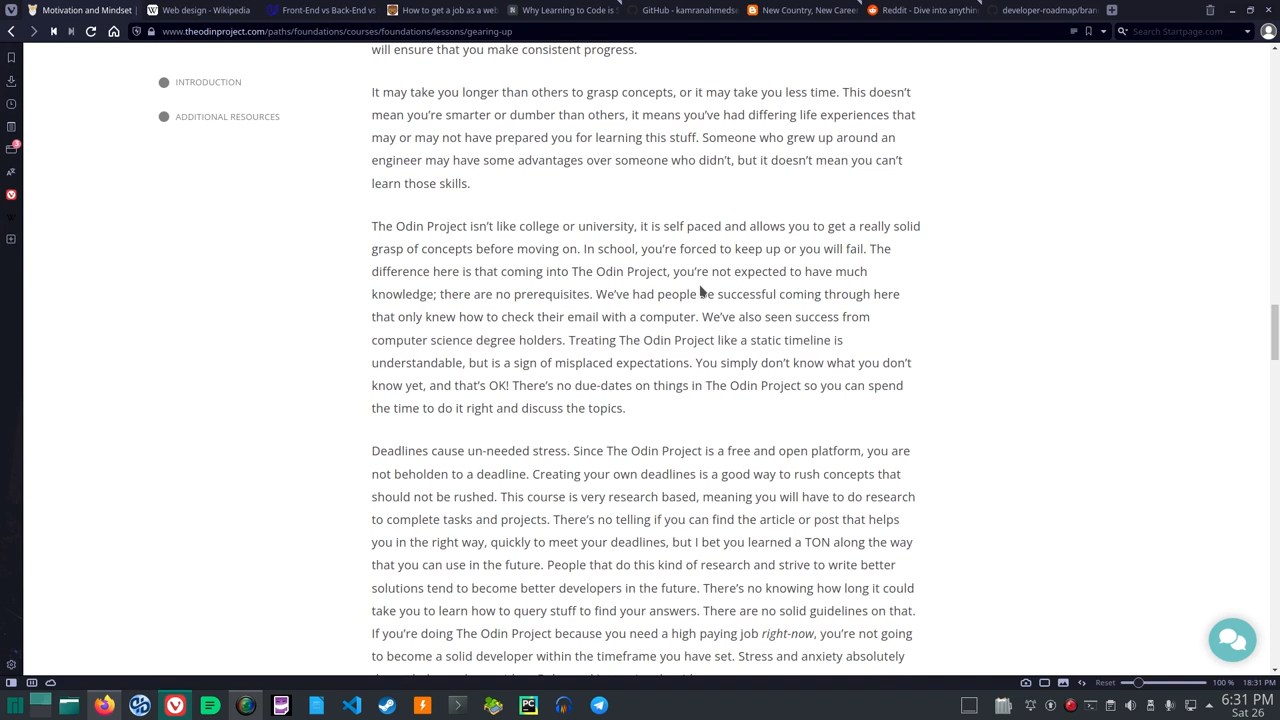 Motivation and Mindset |
Web design - Wikipedia
Front-End vs Back-End vs
How to get a job as a web
Why Learning to Code is S
GitHub - kamranahmedse
New Country, New Career
Reddit - Dive into anythin
developer-roadmap/bran
www.theodinproject.com/paths/foundations/courses/foundations/lessons/gearing-up
Search Startpage.com
will ensure that you make consistent progress.
INTRODUCTION
ADDITIONAL RESOURCES
It may take you longer than others to grasp concepts, or it may take you less time. This doesn’t
mean you’re smarter or dumber than others, it means you’ve had differing life experiences that
may or may not have prepared you for learning this stuff. Someone who grew up around an
engineer may have some advantages over someone who didn’t, but it doesn’t mean you can’t
learn those skills.
The Odin Project isn’t like college or university, it is self paced and allows you to get a really solid
grasp of concepts before moving on. In school, you’re forced to keep up or you will fail. The
difference here is that coming into The Odin Project, you’re not expected to have much
knowledge; there are no prerequisites. We’ve had people be successful coming through here
that only knew how to check their email with a computer. We’ve also seen success from
computer science degree holders. Treating The Odin Project like a static timeline is
understandable, but is a sign of misplaced expectations. You simply don’t know what you don’t
know yet, and that’s OK! There’s no due-dates on things in The Odin Project so you can spend
the time to do it right and discuss the topics.
Deadlines cause un-needed stress. Since The Odin Project is a free and open platform, you are
not beholden to a deadline. Creating your own deadlines is a good way to rush concepts that
should not be rushed. This course is very research based, meaning you will have to do research
to complete tasks and projects. There’s no telling if you can find the article or post that helps
you in the right way, quickly to meet your deadlines, but I bet you learned a TON along the way
that you can use in the future. People that do this kind of research and strive to write better
solutions tend to become better developers in the future. There’s no knowing how long it could
take you to learn how to query stuff to find your answers. There are no solid guidelines on that.
If you’re doing The Odin Project because you need a high paying job right-now, you’re not going
to become a solid developer within the timeframe you have set. Stress and anxiety absolutely
3
Reset
100 %
18:31 PM
6:31 PM
Sat 26